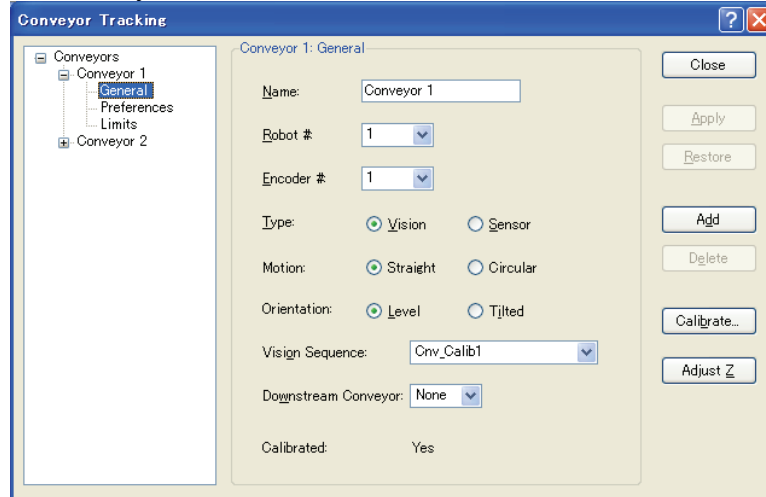 Conveyor Tracking
Conveyors
Conveyor 1
General
Preferences
Limits
Conveyor 2
Conveyor 1: General
Name: Conveyor 1
Robot # 1
Encoder # 1
Type: Vision Sensor
Motion: Straight Circular
Orientation: Level Tilted
Vision Sequence: Cnv_Calib1
Downstream Conveyor: None
Calibrated: Yes
Close
Apply
Restore
Add
Delete
Calibrate...
Adjust Z